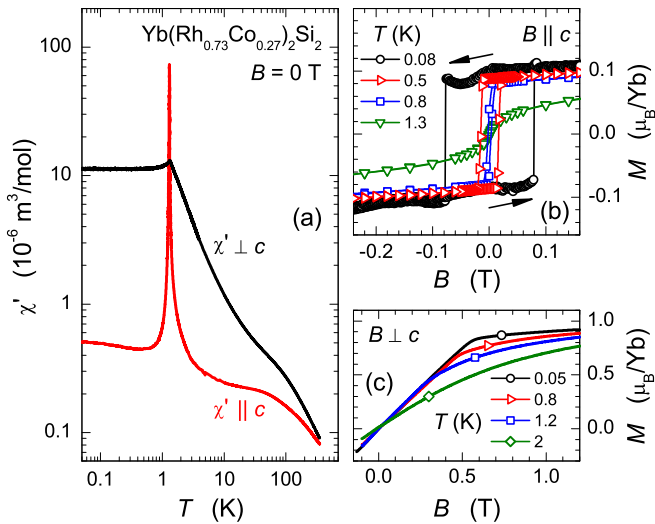 Yb(Rh0.73Co0.27)2Si2
B = 0 T
(a)
χ' ⊥ c
χ' || c
χ' (10-6 m3/mol)
100
10
1
0.1
0.1 1 10 100
T (K)
T (K)
B || c
0.08
0.5
0.8
1.3
(b)
0.1
0.0
-0.1
M (μB/Yb)
-0.2 -0.1 0.0 0.1
B (T)
B ⊥ c
(c)
T (K)
0.05
0.8
1.2
2
1.0
0.5
0.0
M (μB/Yb)
0.0 0.5 1.0
B (T)